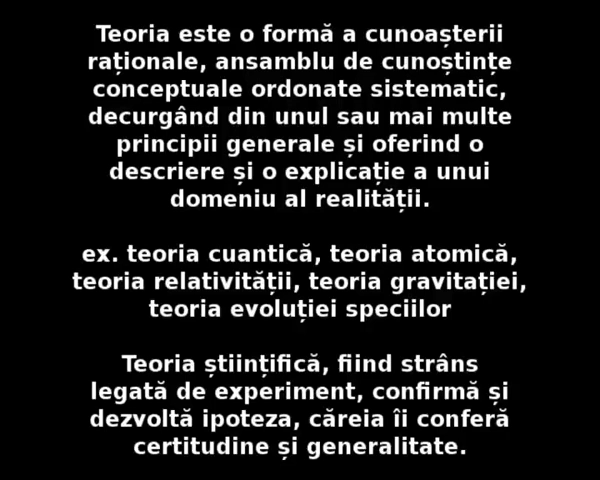 Teoria este o formă a cunoașterii
raționale, ansamblu de cunoștințe
conceptuale ordonate sistematic,
decurgând din unul sau mai multe
principii generale și oferind o
descriere și o explicație a unui
domeniu al realității.
ex. teoria cuantică, teoria atomică,
teoria relativității, teoria gravitației,
teoria evoluției speciilor
Teoria științifică, fiind strâns
legată de experiment, confirmă și
dezvoltă ipoteza, căreia îi conferă
certitudine și generalitate.